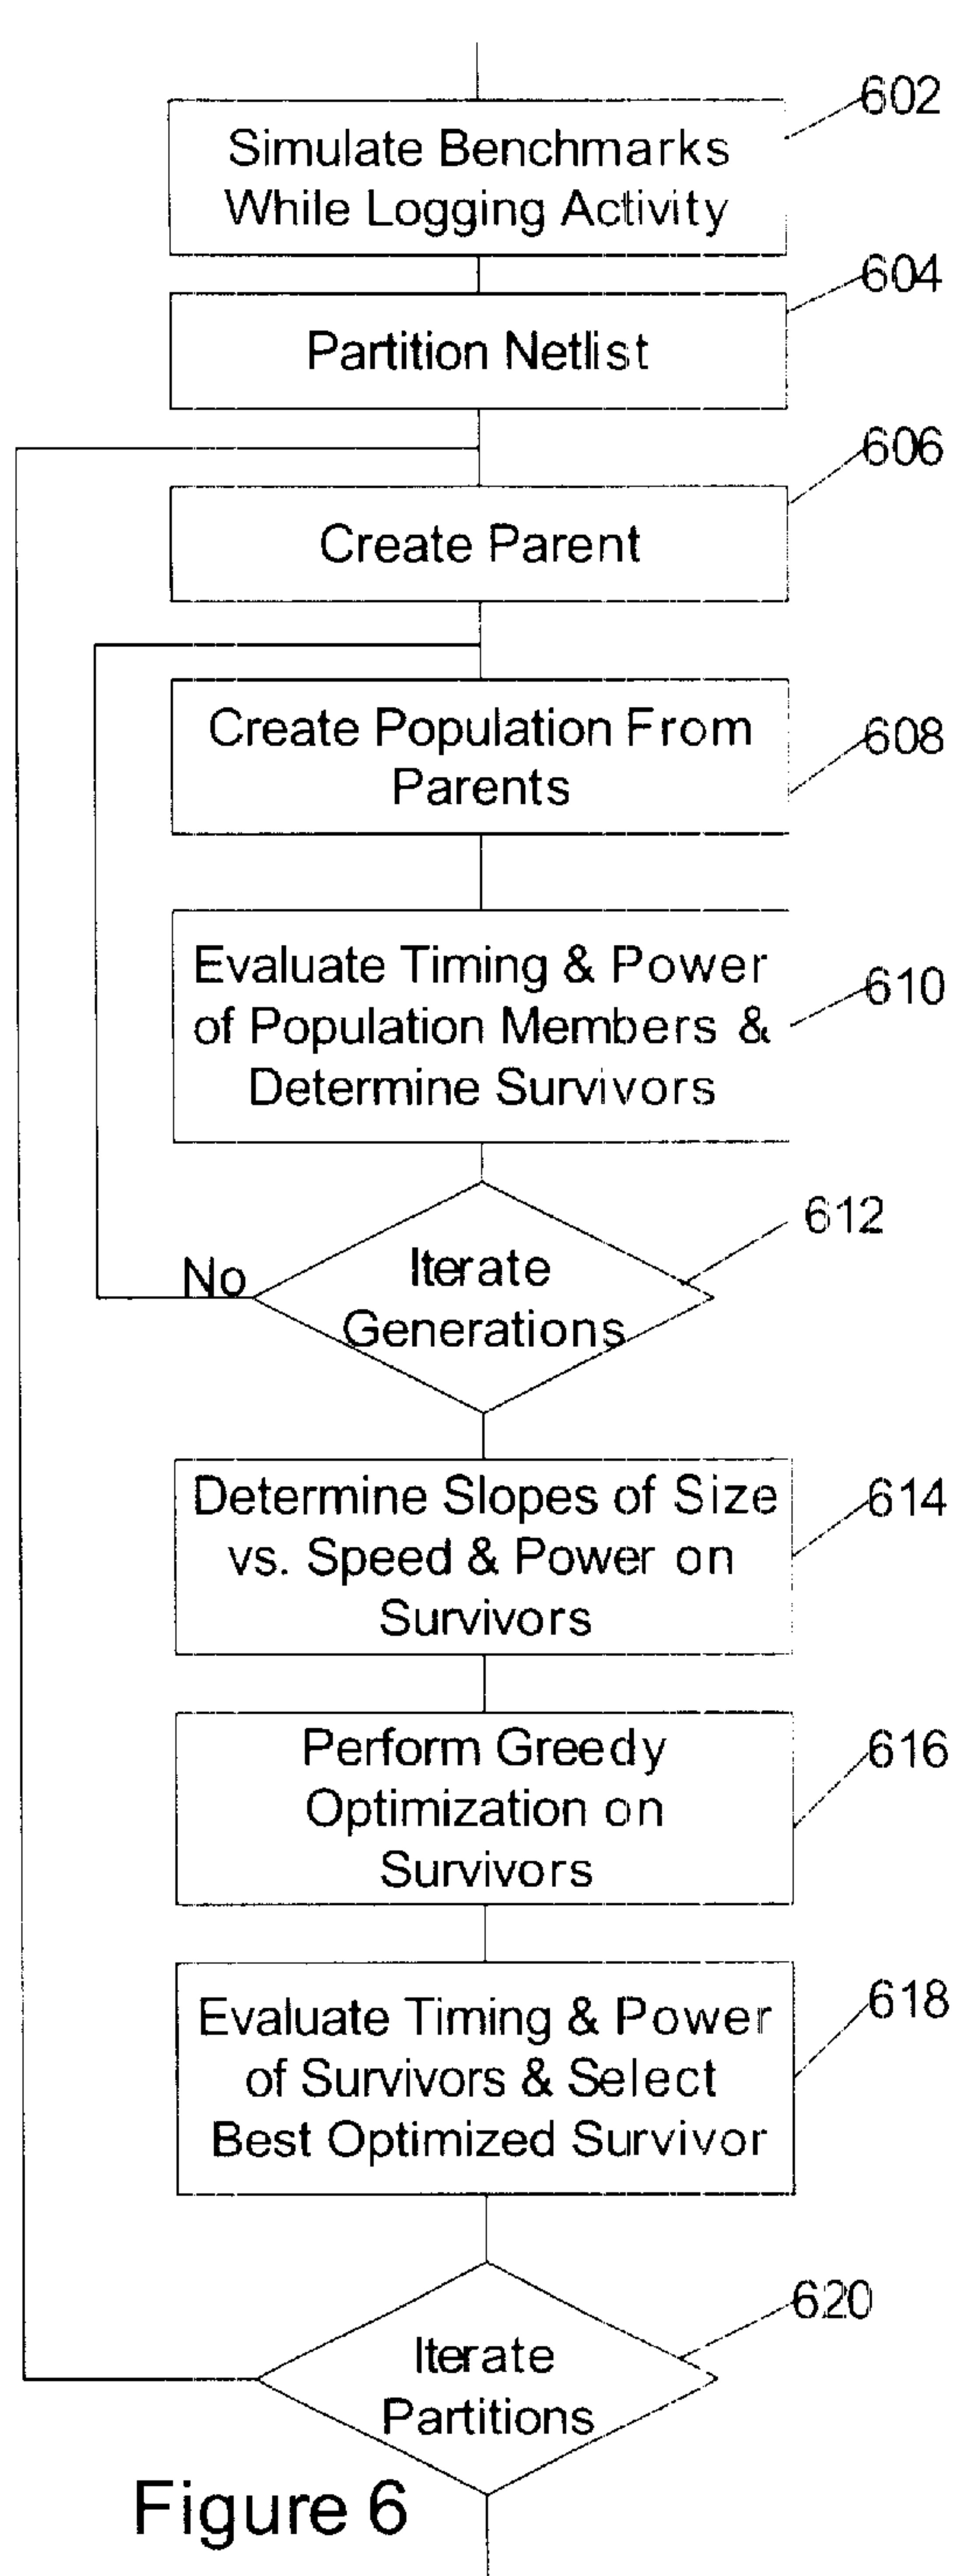 602
Simulate Benchmarks
While Logging Activity
604
Partition Netlist
606
Create Parent
608
Create Population From
Parents
610
Evaluate Timing & Power
of Population Members &
Determine Survivors
612
No
Iterate
Generations
614
Determine Slopes of Size
vs. Speed & Power on
Survivors
616
Perform Greedy
Optimization on
Survivors
618
Evaluate Timing & Power
of Survivors & Select
Best Optimized Survivor
620
Iterate
Partitions
Figure 6